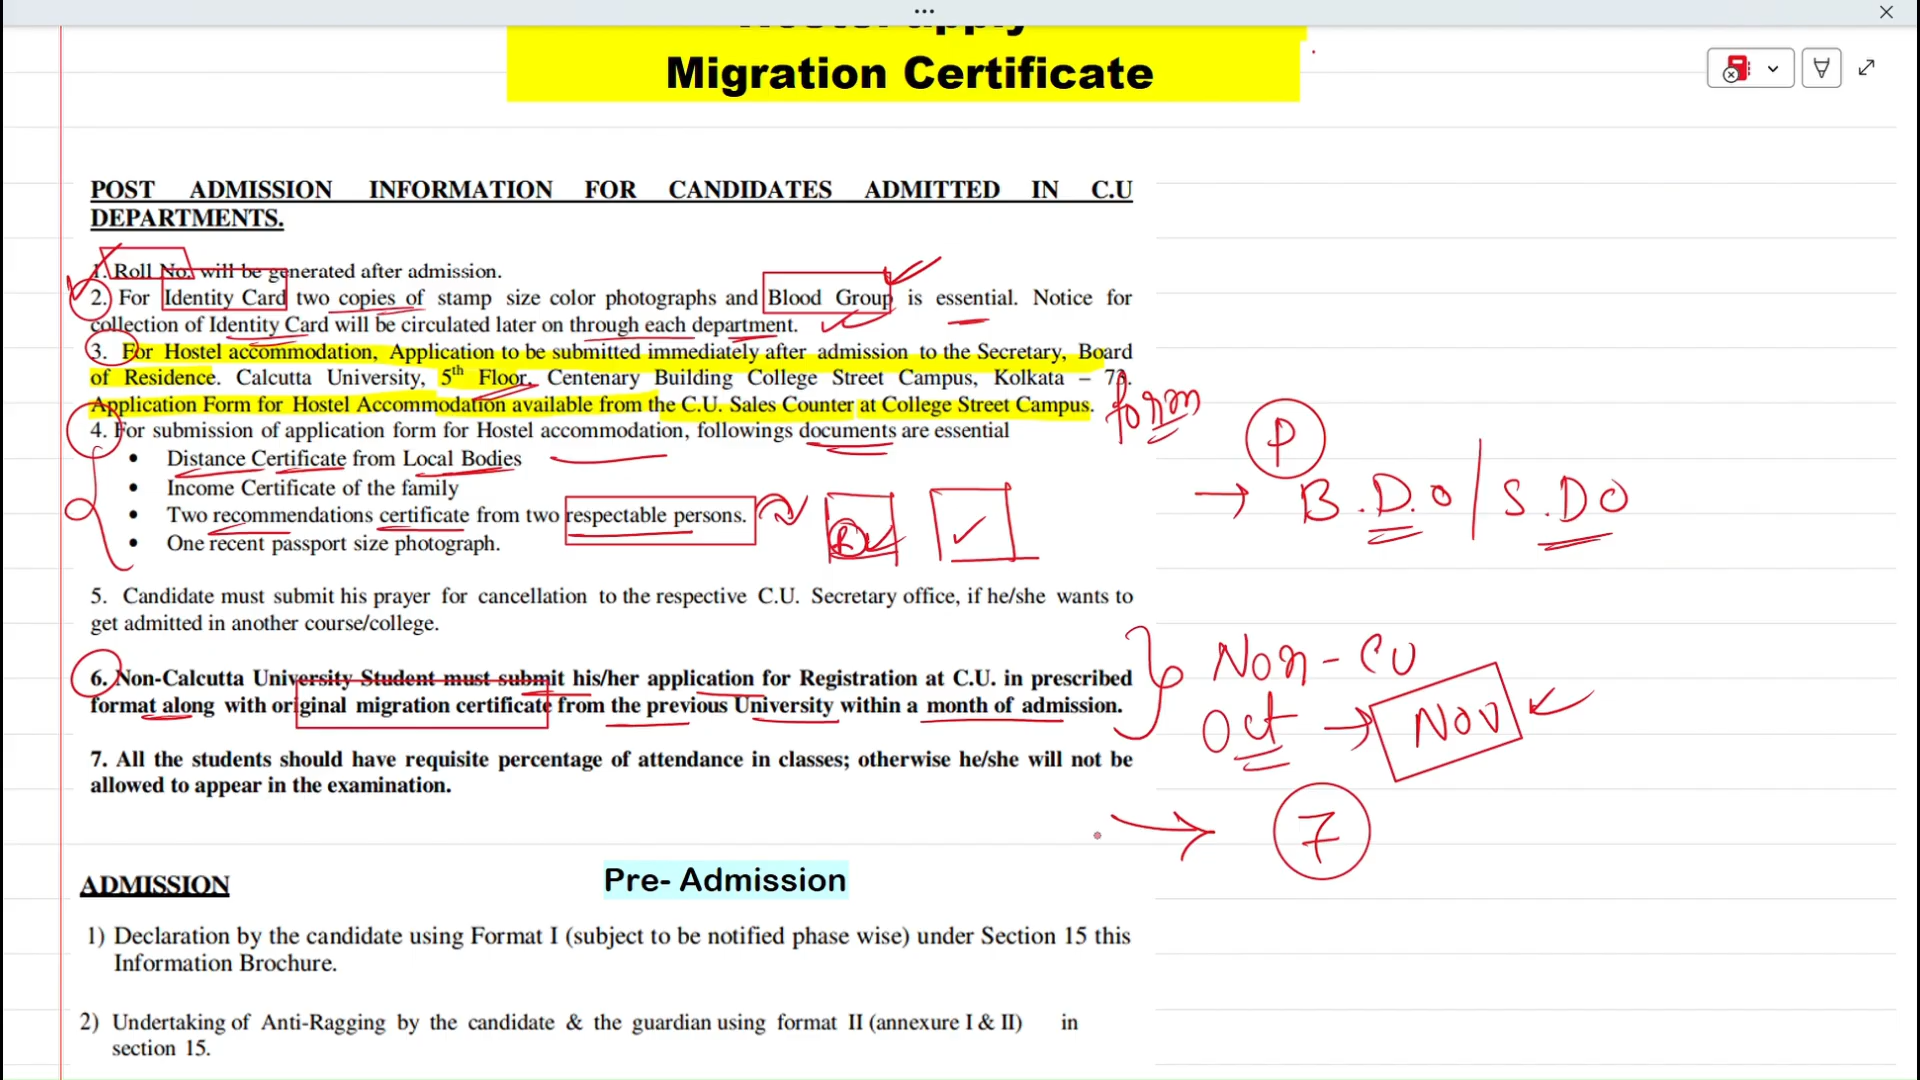 Hostel apply
Migration Certificate
POST ADMISSION INFORMATION FOR CANDIDATES ADMITTED IN C.U
DEPARTMENTS.
1. Roll No. will be generated after admission.
2. For Identity Card two copies of stamp size color photographs and Blood Group is essential. Notice for
collection of Identity Card will be circulated later on through each department.
3. For Hostel accommodation, Application to be submitted immediately after admission to the Secretary, Board
of Residence. Calcutta University, 5th Floor, Centenary Building College Street Campus, Kolkata – 73.
Application Form for Hostel Accommodation available from the C.U. Sales Counter at College Street Campus.
form
4. For submission of application form for Hostel accommodation, followings documents are essential
• Distance Certificate from Local Bodies
• Income Certificate of the family
• Two recommendations certificate from two respectable persons.
• One recent passport size photograph.
P
→ B.D.O / S.DO
5. Candidate must submit his prayer for cancellation to the respective C.U. Secretary office, if he/she wants to
get admitted in another course/college.
6. Non-Calcutta University Student must submit his/her application for Registration at C.U. in prescribed
format along with original migration certificate from the previous University within a month of admission.
Non-CU
Oct → Nov
7. All the students should have requisite percentage of attendance in classes; otherwise he/she will not be
allowed to appear in the examination.
→ 7
ADMISSION
Pre- Admission
1) Declaration by the candidate using Format I (subject to be notified phase wise) under Section 15 this
Information Brochure.
2) Undertaking of Anti-Ragging by the candidate & the guardian using format II (annexure I & II) in
section 15.